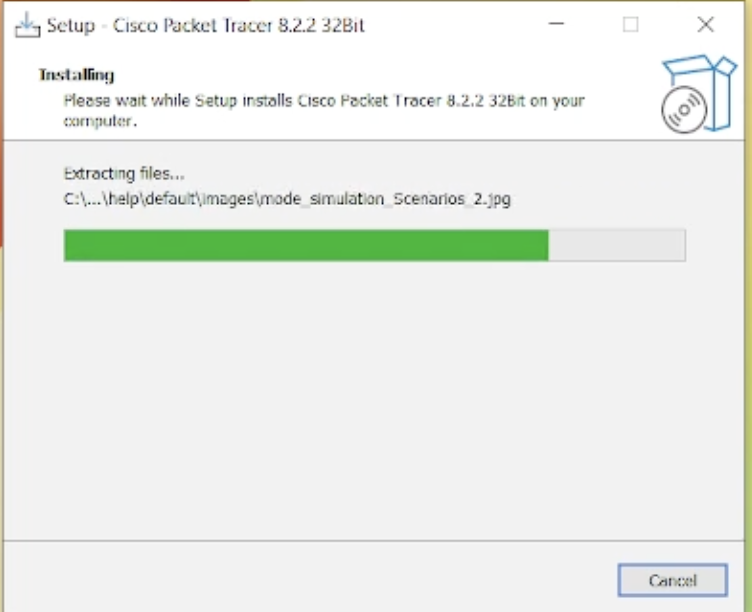 Setup - Cisco Packet Tracer 8.2.2 32Bit
Installing
Please wait while Setup installs Cisco Packet Tracer 8.2.2 32Bit on your
computer.
Extracting files...
C:\...\help\default\images\mode_simulation_Scenarios_2.jpg
Cancel